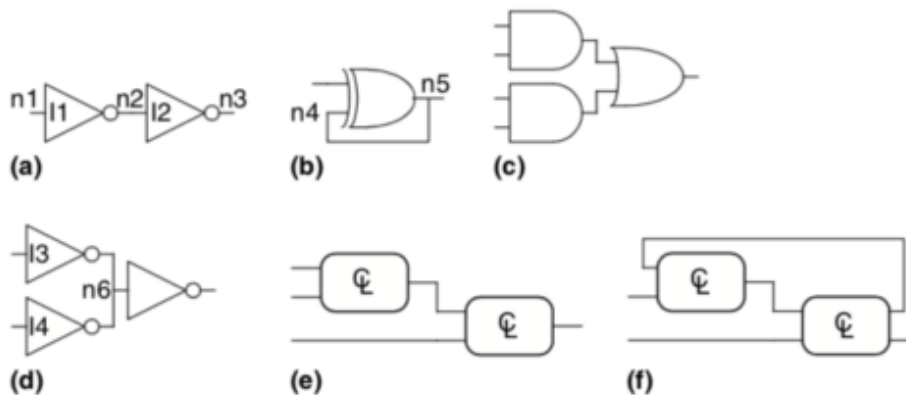 n1 I1 n2 I2 n3
n5
n4
(a) (b) (c)
I3
n6
I4
CL
CL
CL
CL
(d) (e) (f)